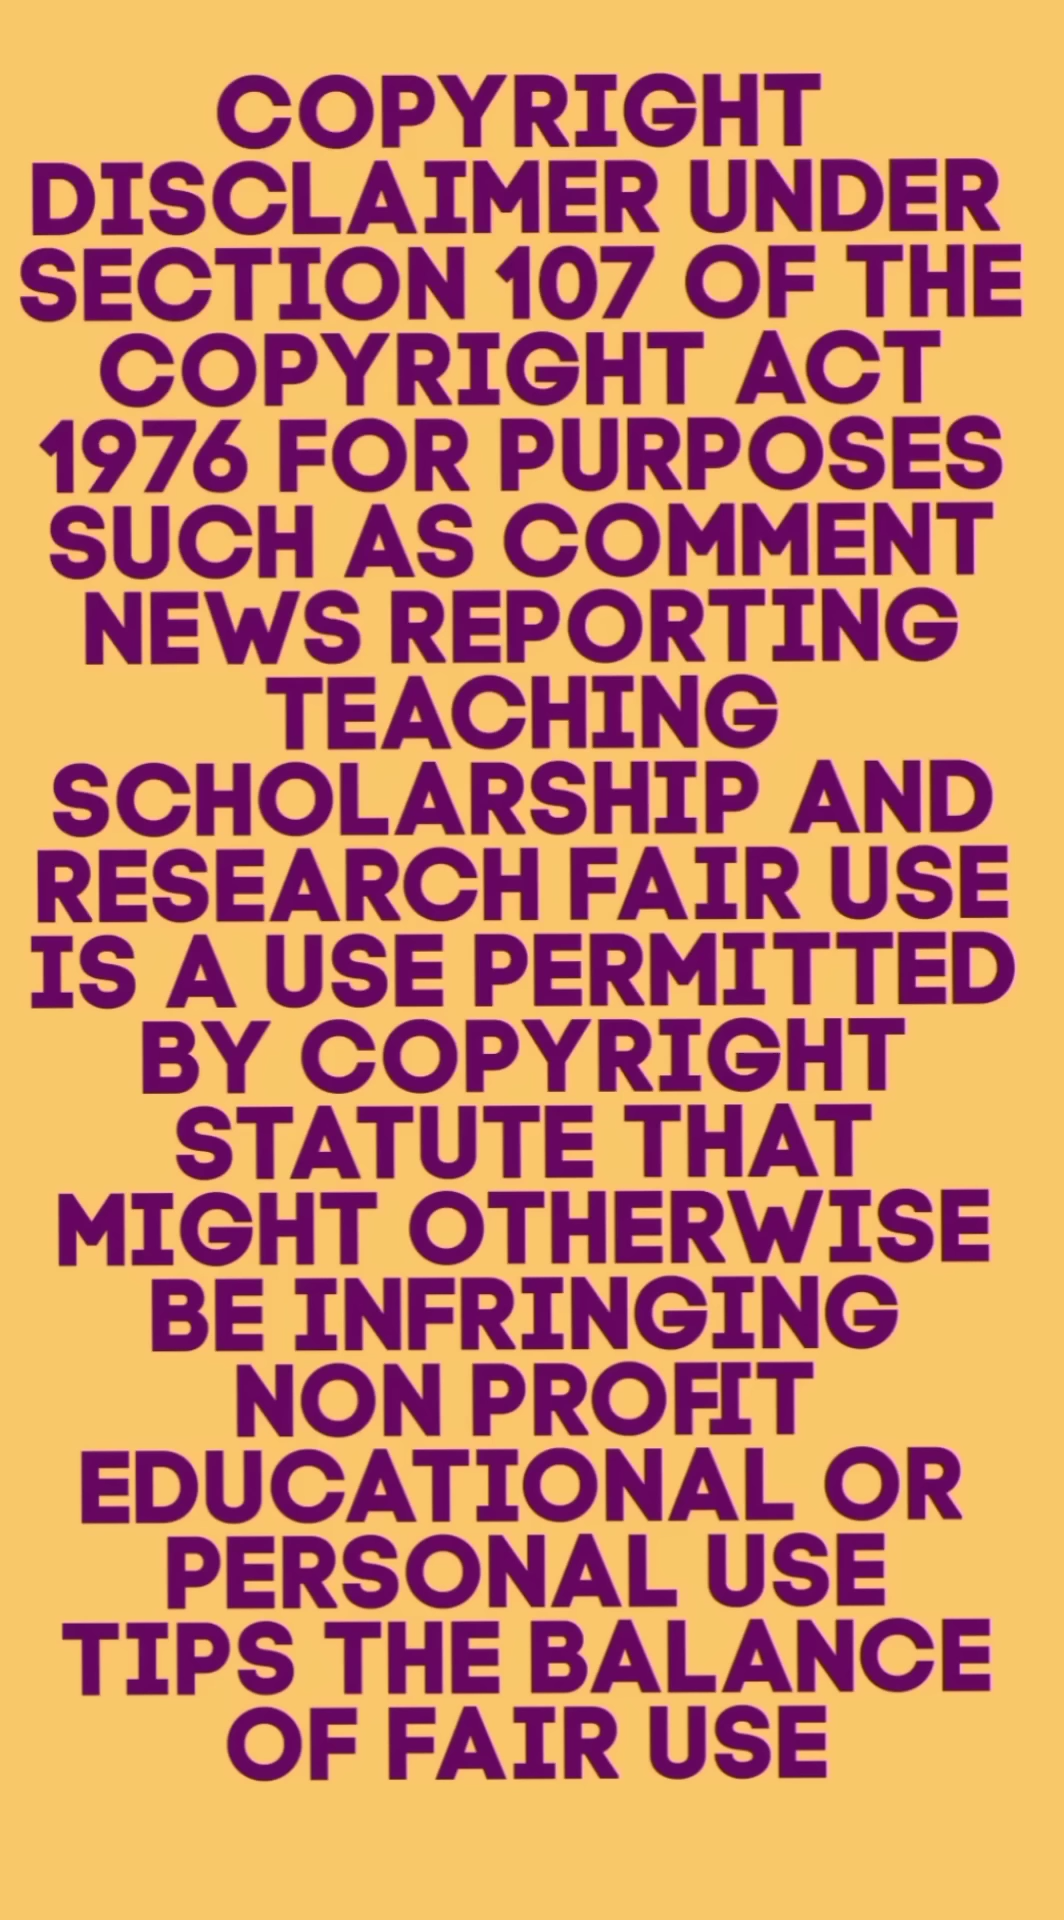 COPYRIGHT
DISCLAIMER UNDER
SECTION 107 OF THE
COPYRIGHT ACT
1976 FOR PURPOSES
SUCH AS COMMENT
NEWS REPORTING
TEACHING
SCHOLARSHIP AND
RESEARCH FAIR USE
IS A USE PERMITTED
BY COPYRIGHT
STATUTE THAT
MIGHT OTHERWISE
BE INFRINGING
NON PROFIT
EDUCATIONAL OR
PERSONAL USE
TIPS THE BALANCE
OF FAIR USE